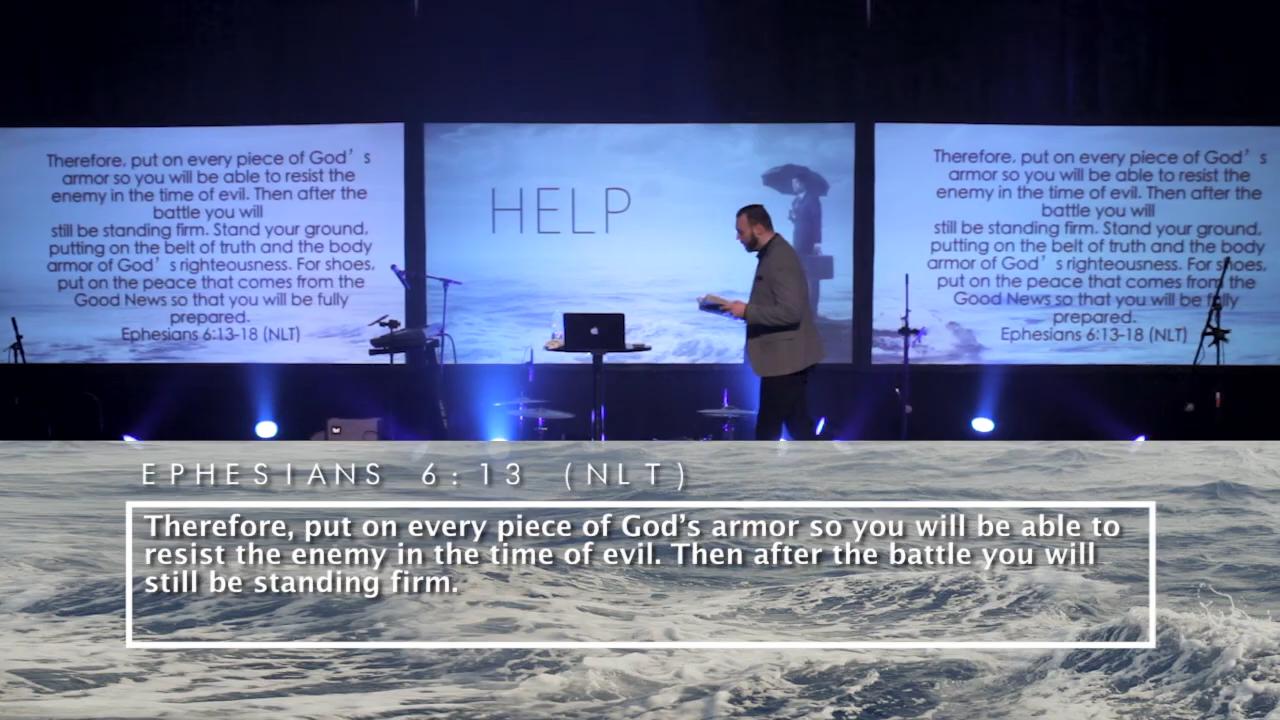 Therefore, put on every piece of God's
armor so you will be able to resist the
enemy in the time of evil. Then after the
battle you will
still be standing firm. Stand your ground,
putting on the belt of truth and the body
armor of God's righteousness. For shoes,
put on the peace that comes from the
Good News so that you will be fully
prepared.
Ephesians 6:13-18 (NLT)
HELP
Therefore, put on every piece of God's
armor so you will be able to resist the
enemy in the time of evil. Then after the
battle you will
still be standing firm. Stand your ground,
putting on the belt of truth and the body
armor of God's righteousness. For shoes,
put on the peace that comes from the
Good News so that you will be fully
prepared.
Ephesians 6:13-18 (NLT)
EPHESIANS 6:13 (NLT)
Therefore, put on every piece of God's armor so you will be able to
resist the enemy in the time of evil. Then after the battle you will
still be standing firm.